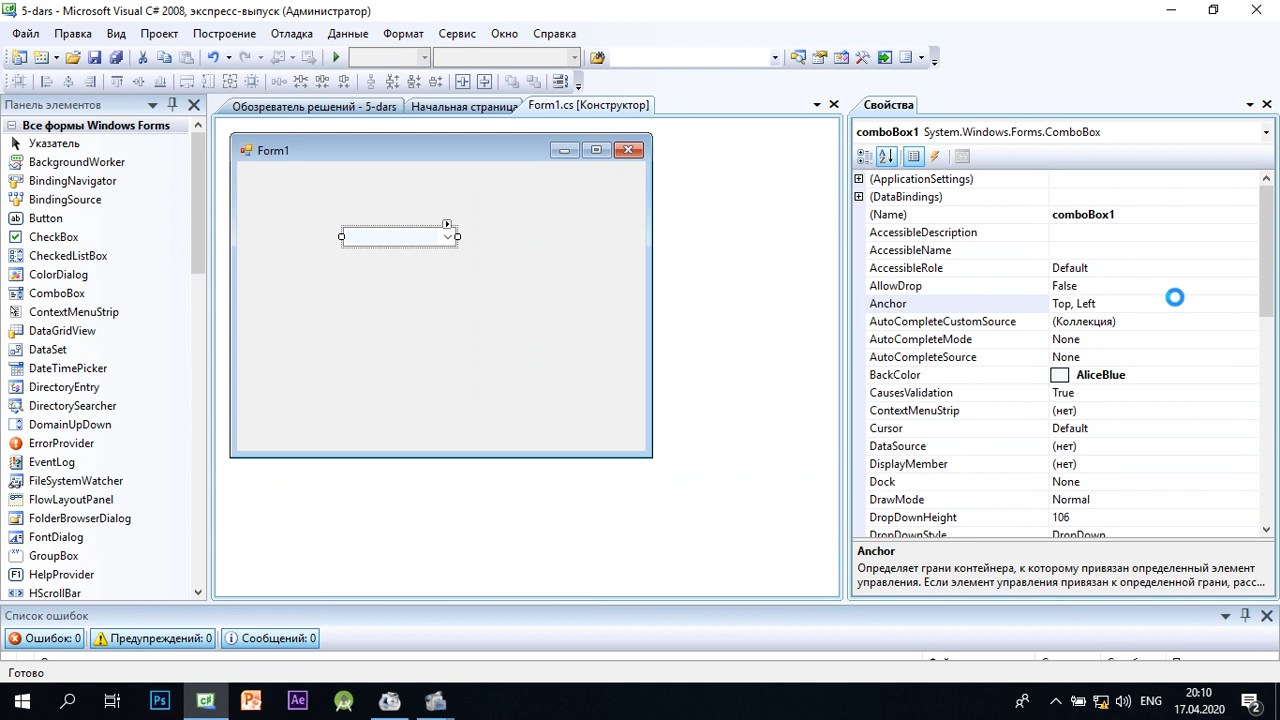 5-dars - Microsoft Visual C# 2008, экспресс-выпуск (Администратор)
Файл Правка Вид Проект Построение Отладка Данные Формат Сервис Окно Справка
Панель элементов
Все формы Windows Forms
Указатель
BackgroundWorker
BindingNavigator
BindingSource
Button
CheckBox
CheckedListBox
ColorDialog
ComboBox
ContextMenuStrip
DataGridView
DataSet
DateTimePicker
DirectoryEntry
DirectorySearcher
DomainUpDown
ErrorProvider
EventLog
FileSystemWatcher
FlowLayoutPanel
FolderBrowserDialog
FontDialog
GroupBox
HelpProvider
HScrollBar
Обозреватель решений - 5-dars Начальная страница Form1.cs [Конструктор]
Form1
Свойства
comboBox1 System.Windows.Forms.ComboBox
(ApplicationSettings)
(DataBindings)
(Name) comboBox1
AccessibleDescription
AccessibleName
AccessibleRole Default
AllowDrop False
Anchor Top, Left
AutoCompleteCustomSource (Коллекция)
AutoCompleteMode None
AutoCompleteSource None
BackColor AliceBlue
CausesValidation True
ContextMenuStrip (нет)
Cursor Default
DataSource (нет)
DisplayMember (нет)
Dock None
DrawMode Normal
DropDownHeight 106
DropDownStyle DropDown
Anchor
Определяет грани контейнера, к которому привязан определенный элемент
управления. Если элемент управления привязан к определенной грани, расс...
Список ошибок
Ошибок: 0 Предупреждений: 0 Сообщений: 0
Готово
Ps C# Ae ENG
20:10
17.04.2020
2